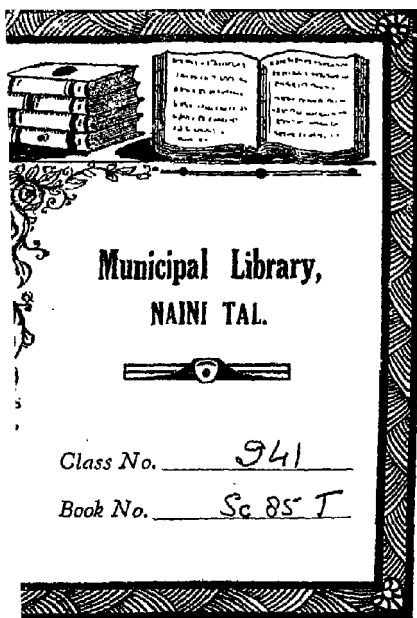 Municipal Library,
NAINI TAL.
Class No. 941
Book No. Sc 85 T